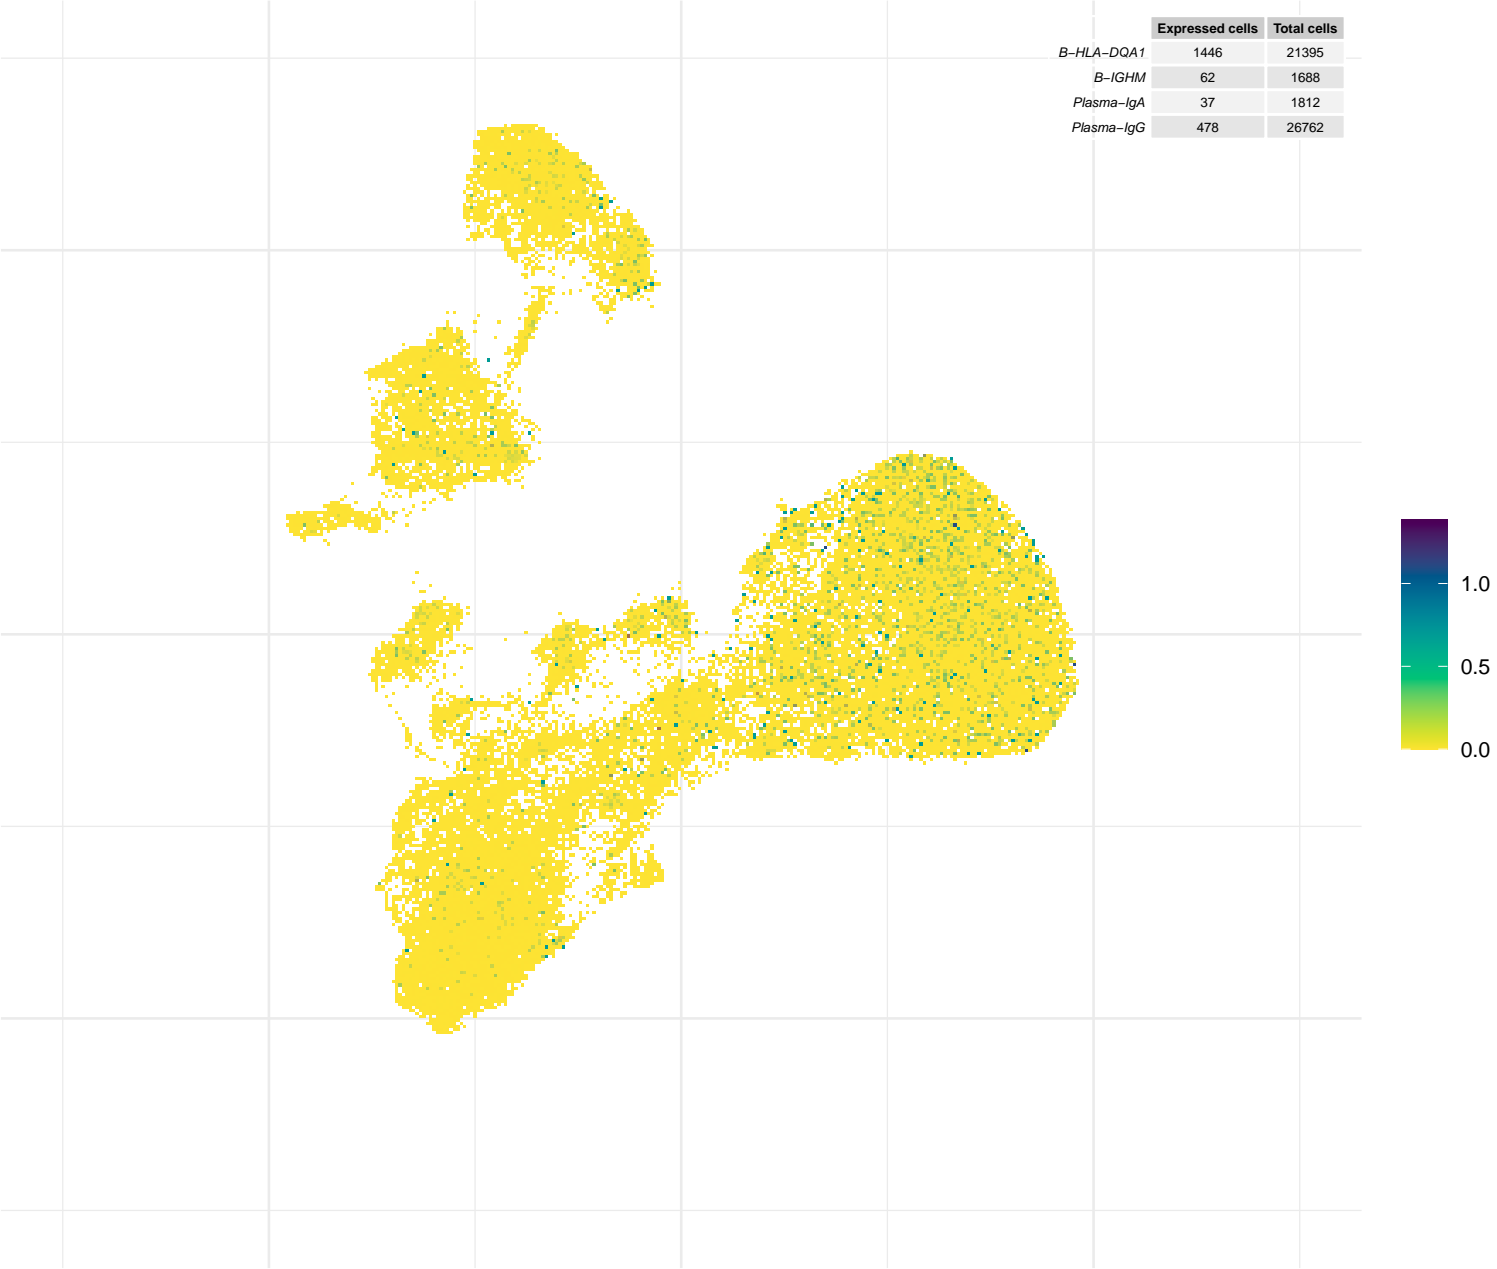 Expressed cells Total cells
B−HLA−DQA1 1446 21395
B−IGHM 62 1688
Plasma−IgA 37 1812
Plasma−IgG 478 26762
1.0
0.5
0.0